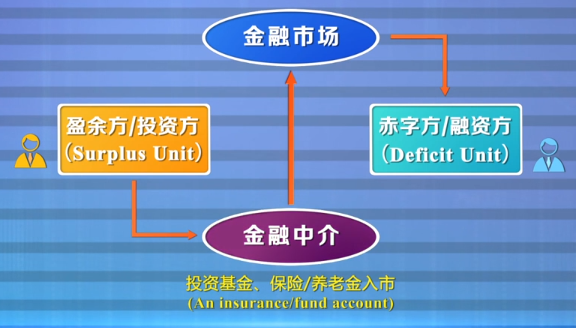 金融市场
盈余方/投资方
(Surplus Unit)
赤字方/融资方
(Deficit Unit)
金融中介
投资基金、保险/养老金入市
(An insurance/fund account)